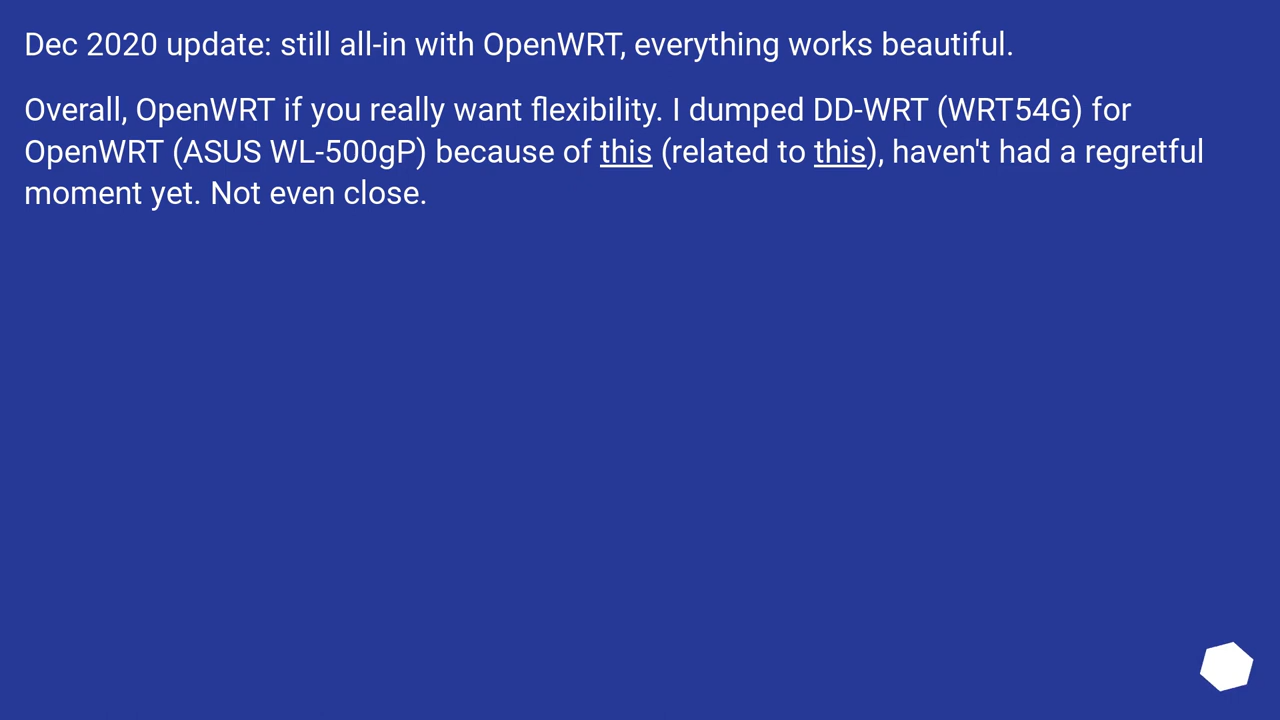 Dec 2020 update: still all-in with OpenWRT, everything works beautiful.
Overall, OpenWRT if you really want flexibility. I dumped DD-WRT (WRT54G) for
OpenWRT (ASUS WL-500gP) because of this (related to this), haven't had a regretful
moment yet. Not even close.